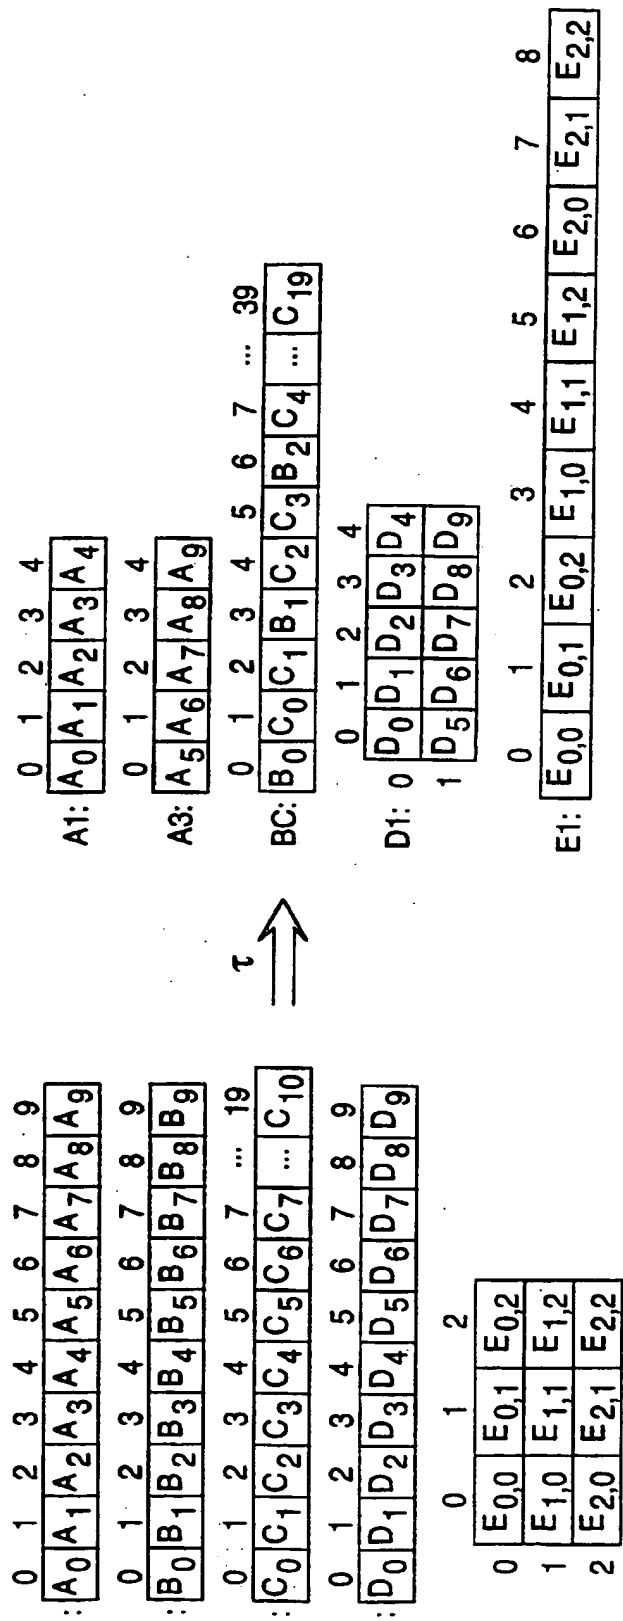 0 1 2 3 4 5 6 7 8 9
: A0 A1 A2 A3 A4 A5 A6 A7 A8 A9
0 1 2 3 4 5 6 7 8 9
: B0 B1 B2 B3 B4 B5 B6 B7 B8 B9
0 1 2 3 4 5 6 7 ... 19
: C0 C1 C2 C3 C4 C5 C6 C7 ... C10
0 1 2 3 4 5 6 7 8 9
: D0 D1 D2 D3 D4 D5 D6 D7 D8 D9
0 1 2
0 E0,0 E0,1 E0,2
1 E1,0 E1,1 E1,2
2 E2,0 E2,1 E2,2
τ
0 1 2 3 4
A1: A0 A1 A2 A3 A4
0 1 2 3 4
A3: A5 A6 A7 A8 A9
0 1 2 3 4 5 6 7 ... 39
BC: B0 C0 C1 B1 C2 C3 B2 C4 ... C19
0 1 2 3 4
D1: 0 D0 D1 D2 D3 D4
1 D5 D6 D7 D8 D9
0 1 2 3 4 5 6 7 8
E1: E0,0 E0,1 E0,2 E1,0 E1,1 E1,2 E2,0 E2,1 E2,2